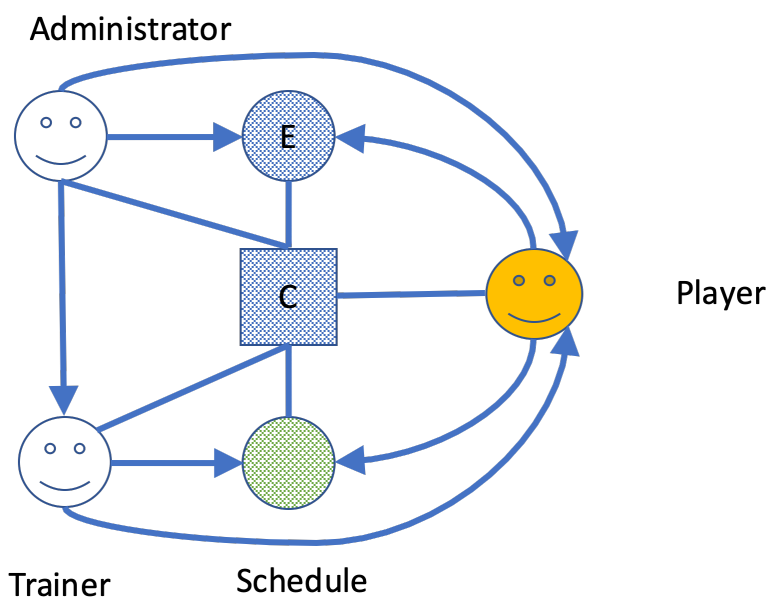 Administrator
E
C
Player
Trainer
Schedule